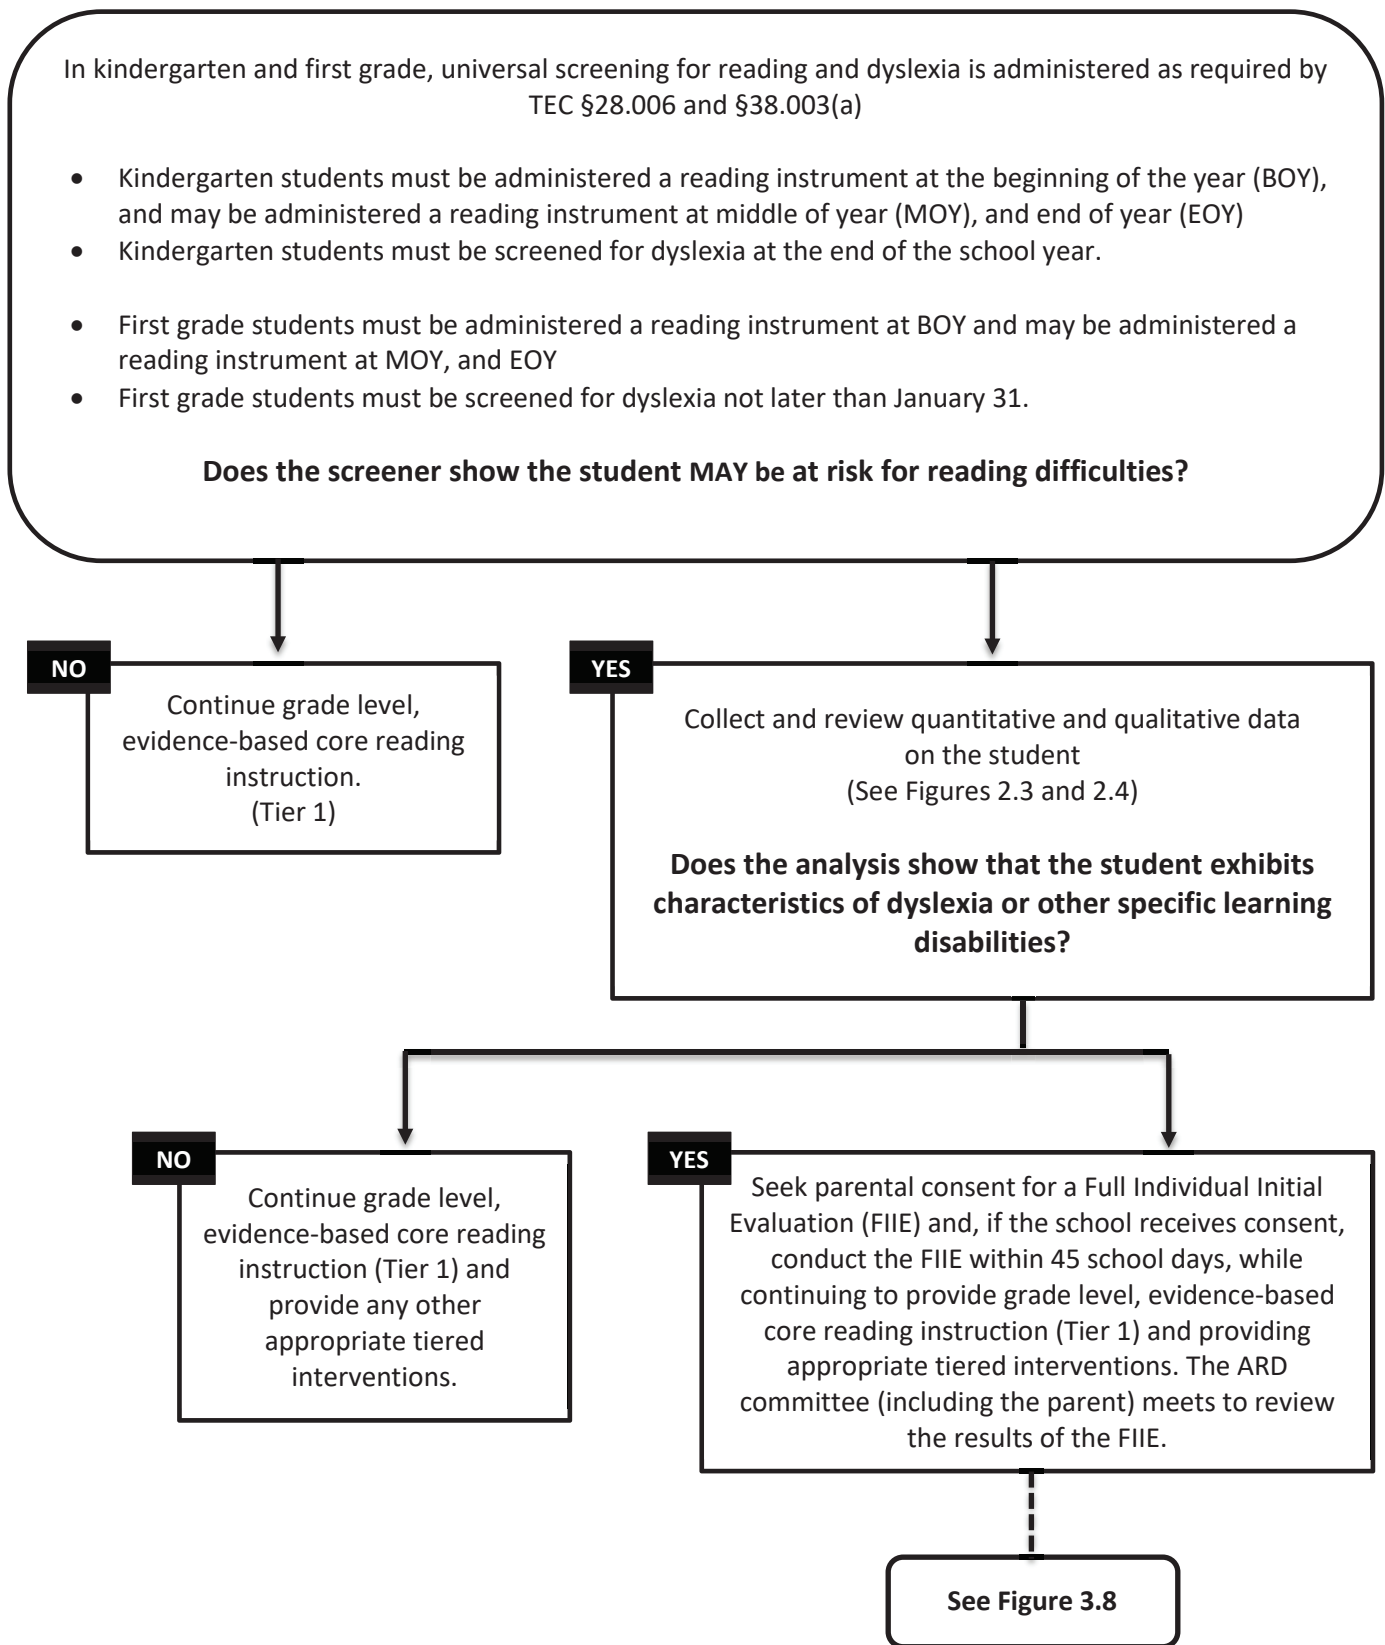 In kindergarten and first grade, universal screening for reading and dyslexia is administered as required by
TEC §28.006 and §38.003(a)
• Kindergarten students must be administered a reading instrument at the beginning of the year (BOY),
and may be administered a reading instrument at middle of year (MOY), and end of year (EOY)
• Kindergarten students must be screened for dyslexia at the end of the school year.
• First grade students must be administered a reading instrument at BOY and may be administered a
reading instrument at MOY, and EOY
• First grade students must be screened for dyslexia not later than January 31.
Does the screener show the student MAY be at risk for reading difficulties?
NO
Continue grade level,
evidence-based core reading
instruction.
(Tier 1)
YES
Collect and review quantitative and qualitative data
on the student
(See Figures 2.3 and 2.4)
Does the analysis show that the student exhibits
characteristics of dyslexia or other specific learning
disabilities?
NO
Continue grade level,
evidence-based core reading
instruction (Tier 1) and
provide any other
appropriate tiered
interventions.
YES
Seek parental consent for a Full Individual Initial
Evaluation (FIIE) and, if the school receives consent,
conduct the FIIE within 45 school days, while
continuing to provide grade level, evidence-based
core reading instruction (Tier 1) and providing
appropriate tiered interventions. The ARD
committee (including the parent) meets to review
the results of the FIIE.
See Figure 3.8